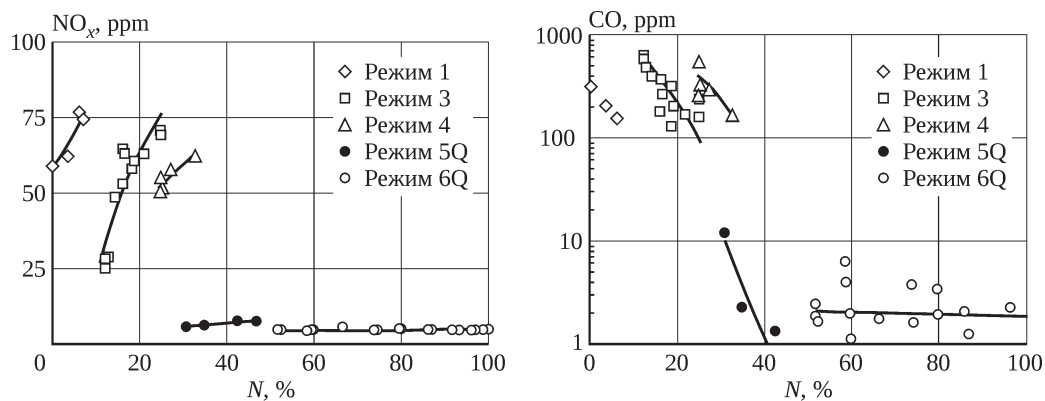 NOₓ, ppm
100
75
50
25
0
20
40
60
80
100
N, %
Режим 1
Режим 3
Режим 4
Режим 5Q
Режим 6Q
CO, ppm
1000
100
10
1
0
20
40
60
80
100
N, %
Режим 1
Режим 3
Режим 4
Режим 5Q
Режим 6Q